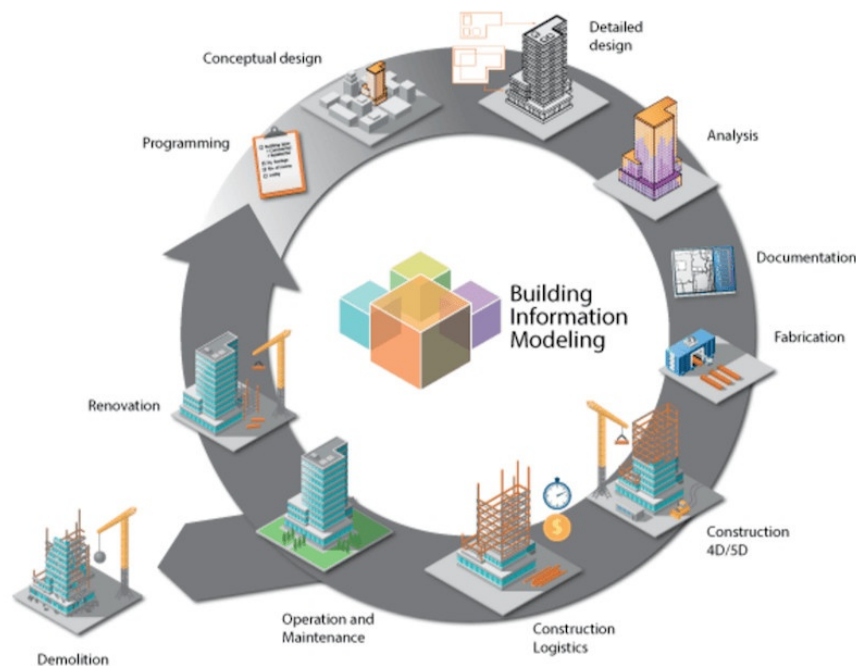 Detailed
design
Conceptual design
Programming
Analysis
Documentation
Building
Information
Modeling
Fabrication
Renovation
$
Construction
4D/5D
Operation and
Maintenance
Construction
Logistics
Demolition